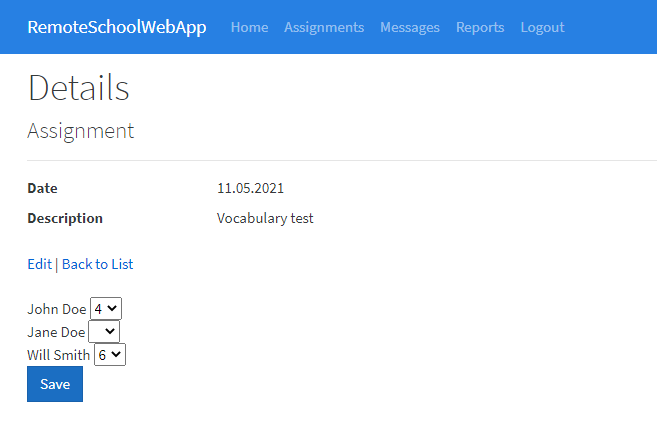 RemoteSchoolWebApp Home Assignments Messages Reports Logout
Details
Assignment
Date 11.05.2021
Description Vocabulary test
Edit | Back to List
John Doe 4
Jane Doe
Will Smith 6
Save